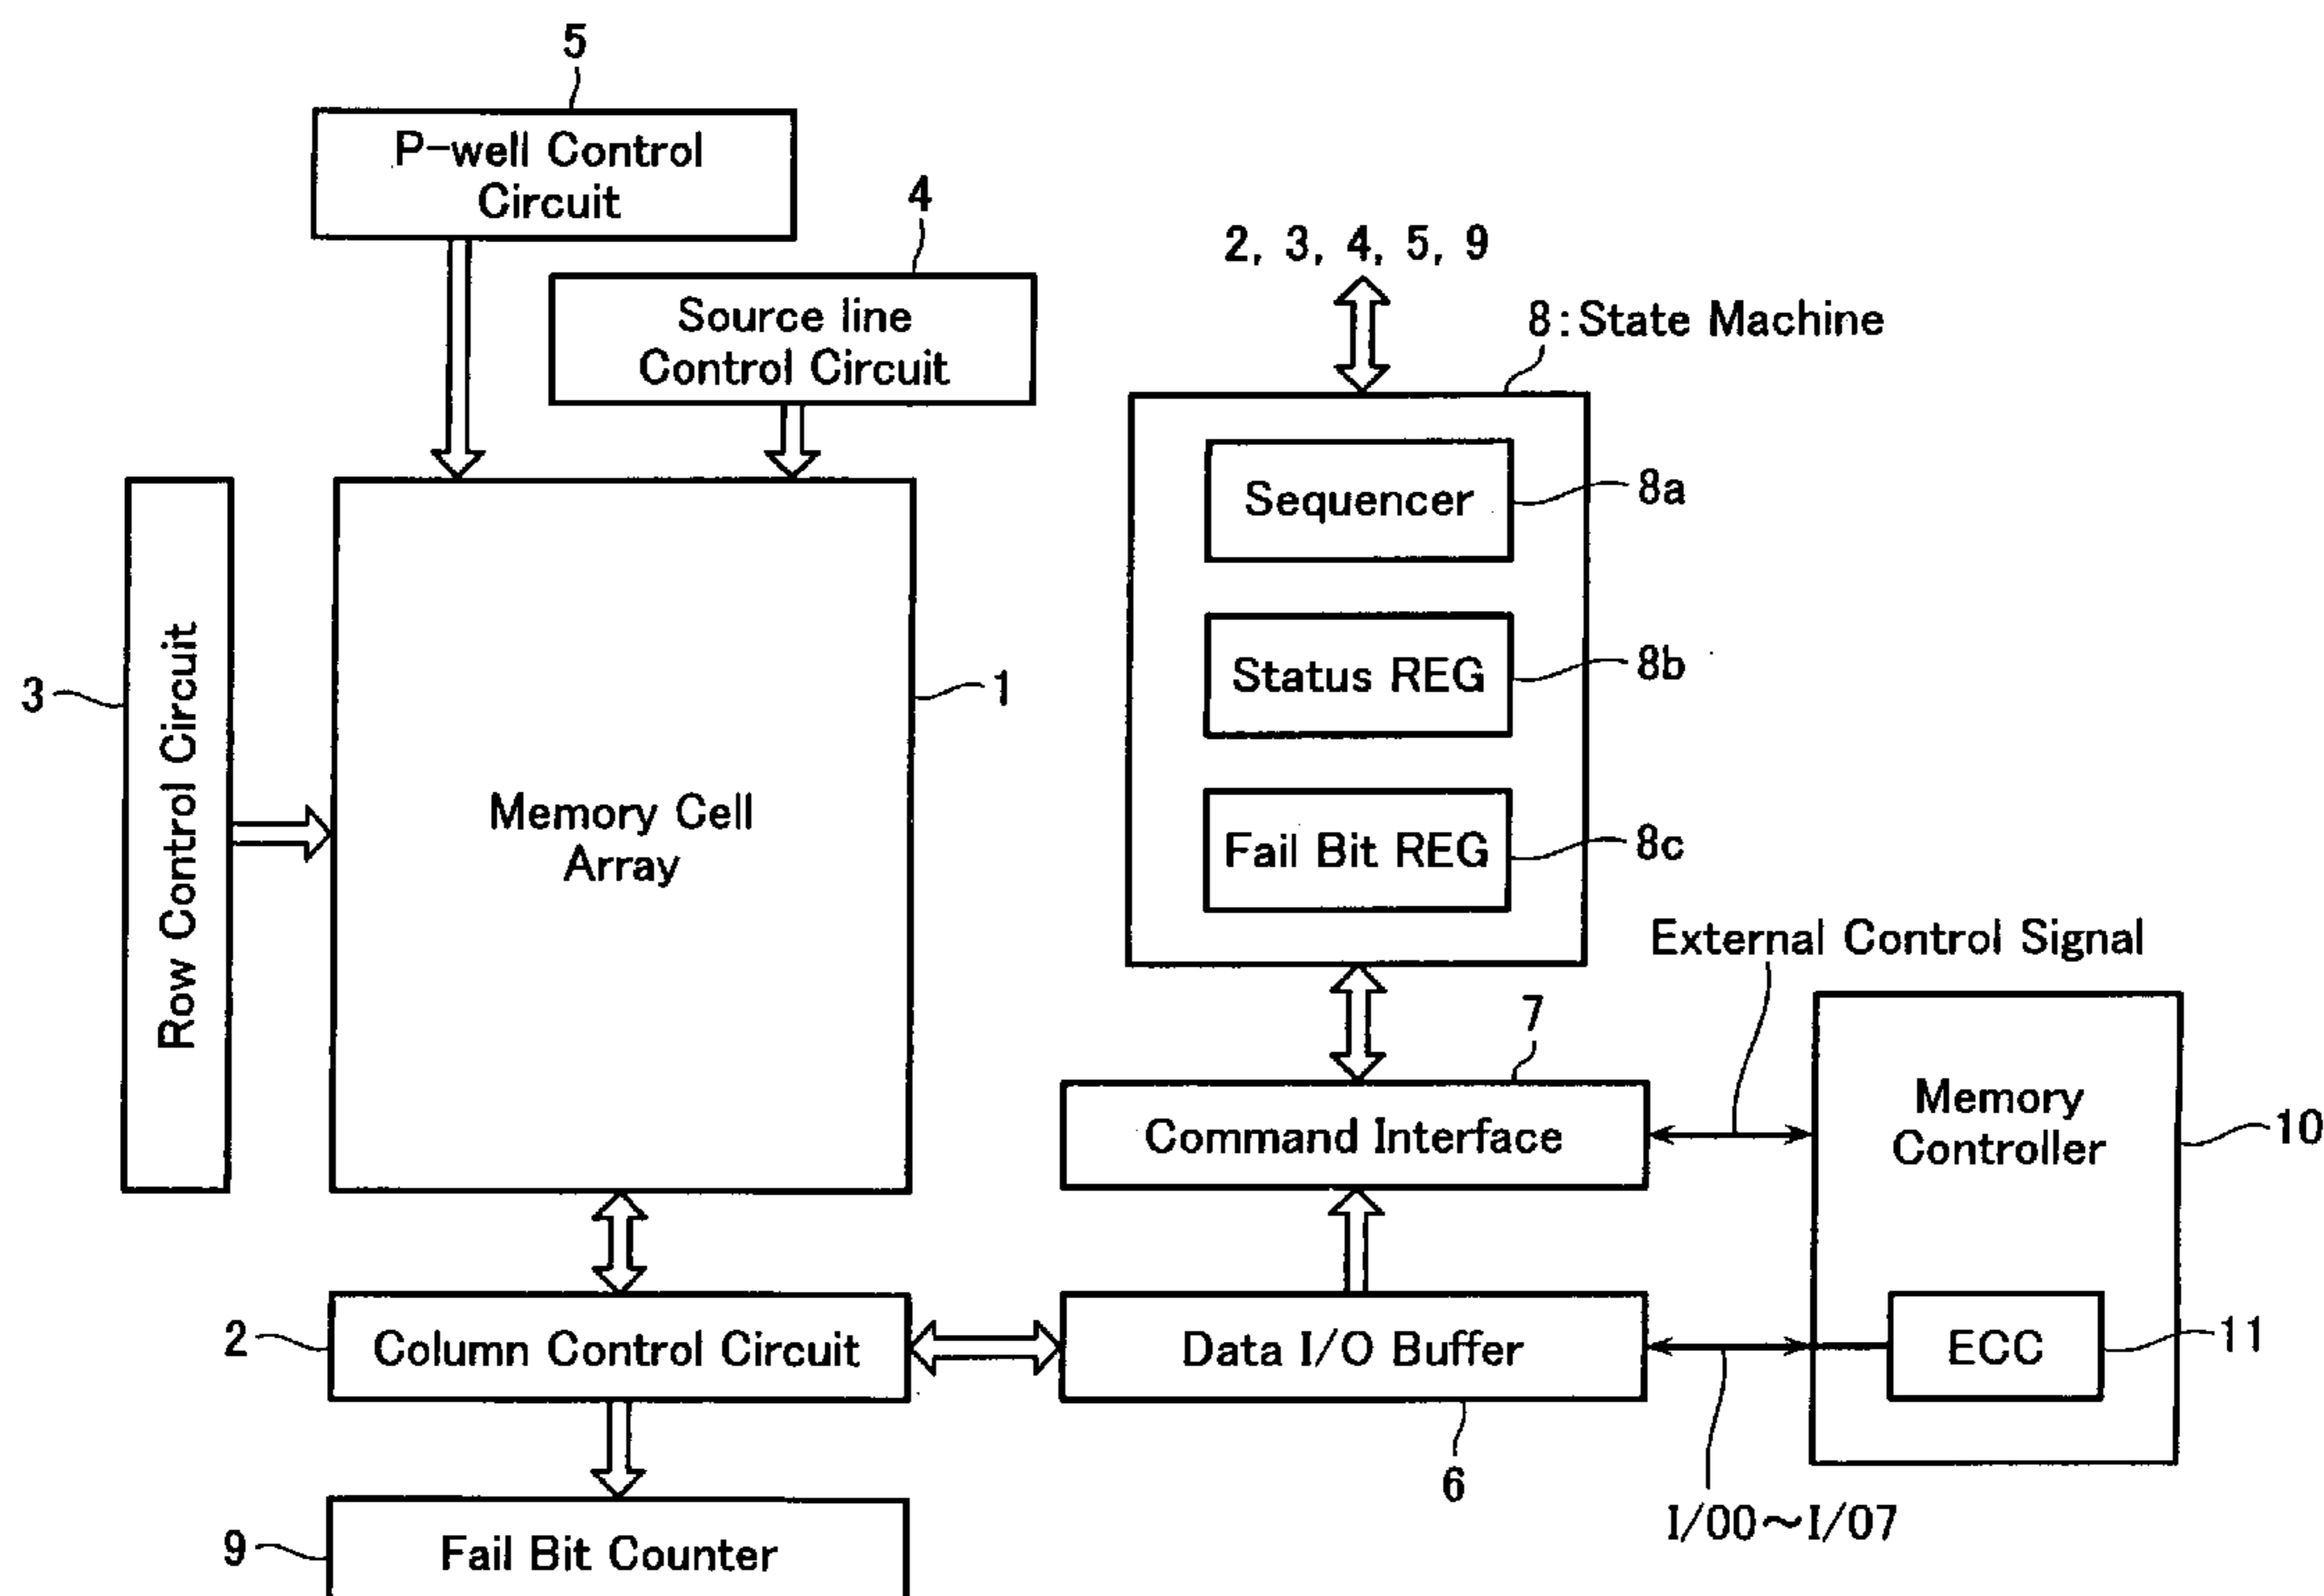 5
P-well Control
Circuit
4
Source line
Control Circuit
2, 3, 4, 5, 9
8:State Machine
Sequencer
8a
Status REG
8b
Fail Bit REG
8c
3
Row Control Circuit
Memory Cell
Array
1
External Control Signal
7
Command Interface
Memory
Controller
10
2
Column Control Circuit
Data I/O Buffer
ECC
11
6
I/00~I/07
9
Fail Bit Counter